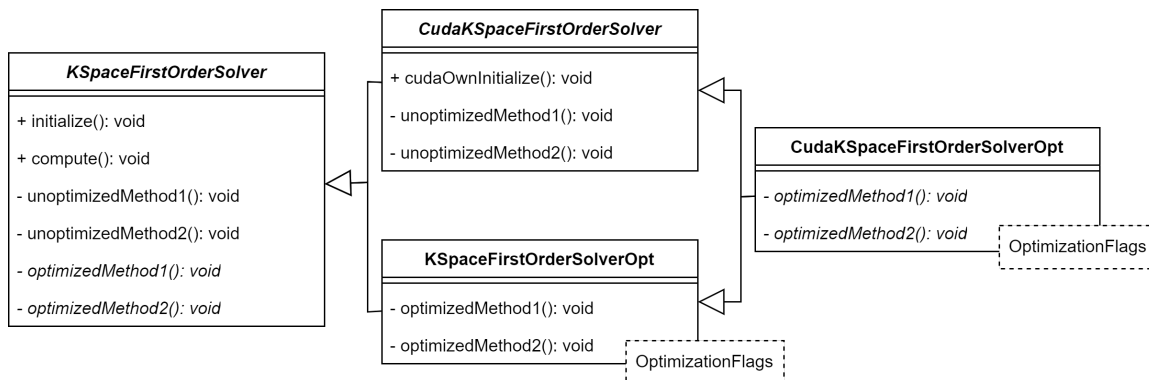 KSpaceFirstOrderSolver
+ initialize(): void
+ compute(): void
- unoptimizedMethod1(): void
- unoptimizedMethod2(): void
- optimizedMethod1(): void
- optimizedMethod2(): void
CudaKSpaceFirstOrderSolver
+ cudaOwnInitialize(): void
- unoptimizedMethod1(): void
- unoptimizedMethod2(): void
KSpaceFirstOrderSolverOpt
- optimizedMethod1(): void
- optimizedMethod2(): void
OptimizationFlags
CudaKSpaceFirstOrderSolverOpt
- optimizedMethod1(): void
- optimizedMethod2(): void
OptimizationFlags